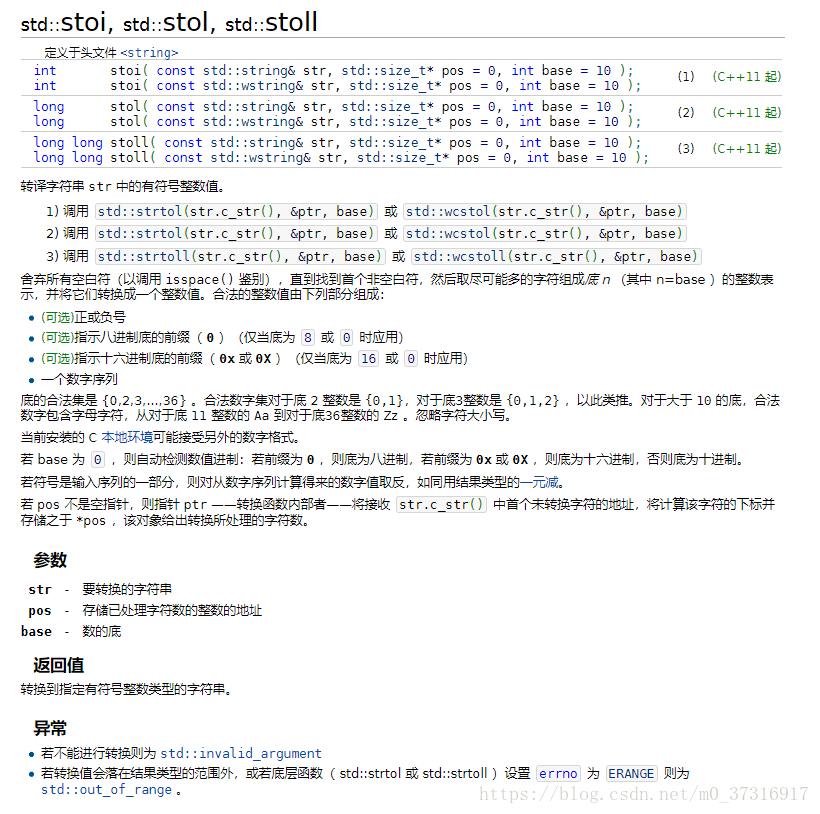 std::stoi, std::stol, std::stoll
定义于头文件 <string>
int stoi( const std::string& str, std::size_t* pos = 0, int base = 10 );
int stoi( const std::wstring& str, std::size_t* pos = 0, int base = 10 );
(1) (C++11 起)
long stol( const std::string& str, std::size_t* pos = 0, int base = 10 );
long stol( const std::wstring& str, std::size_t* pos = 0, int base = 10 );
(2) (C++11 起)
long long stoll( const std::string& str, std::size_t* pos = 0, int base = 10 );
long long stoll( const std::wstring& str, std::size_t* pos = 0, int base = 10 );
(3) (C++11 起)
转译字符串 str 中的有符号整数值。
1) 调用 std::strtol(str.c_str(), &ptr, base) 或 std::wcstol(str.c_str(), &ptr, base)
2) 调用 std::strtol(str.c_str(), &ptr, base) 或 std::wcstol(str.c_str(), &ptr, base)
3) 调用 std::strtoll(str.c_str(), &ptr, base) 或 std::wcstoll(str.c_str(), &ptr, base)
舍弃所有空白符（以调用 isspace() 鉴别），直到找到首个非空白符，然后取尽可能多的字符组成底 n （其中 n=base ）的整数表
示，并将它们转换成一个整数值。合法的整数值由下列部分组成：
• (可选)正或负号
• (可选)指示八进制底的前缀（ 0 ）（仅当底为 8 或 0 时应用）
• (可选)指示十六进制底的前缀（ 0x 或 0X ）（仅当底为 16 或 0 时应用）
• 一个数字序列
底的合法集是 {0,2,3,...,36} 。合法数字集对于底 2 整数是 {0,1}，对于底3整数是 {0,1,2} ，以此类推。对于大于 10 的底，合法
数字包含字母字符，从对于底 11 整数的 Aa 到对于底36整数的 Zz 。忽略字符大小写。
当前安装的 C 本地环境可能接受另外的数字格式。
若 base 为 0 ，则自动检测数值进制：若前缀为 0 ，则底为八进制，若前缀为 0x 或 0X ，则底为十六进制，否则底为十进制。
若符号是输入序列的一部分，则对从数字序列计算得来的数字值取反，如同用结果类型的一元减。
若 pos 不是空指针，则指针 ptr ——转换函数内部者——将接收 str.c_str() 中首个未转换字符的地址，将计算该字符的下标并
存储之于 *pos ，该对象给出转换所处理的字符数。
参数
str - 要转换的字符串
pos - 存储已处理字符数的整数的地址
base - 数的底
返回值
转换到指定有符号整数类型的字符串。
异常
• 若不能进行转换则为 std::invalid_argument
• 若转换值会落在结果类型的范围外，或若底层函数（ std::strtol 或 std::strtoll ）设置 errno 为 ERANGE 则为
std::out_of_range 。
https://blog.csdn.net/m0_37316917